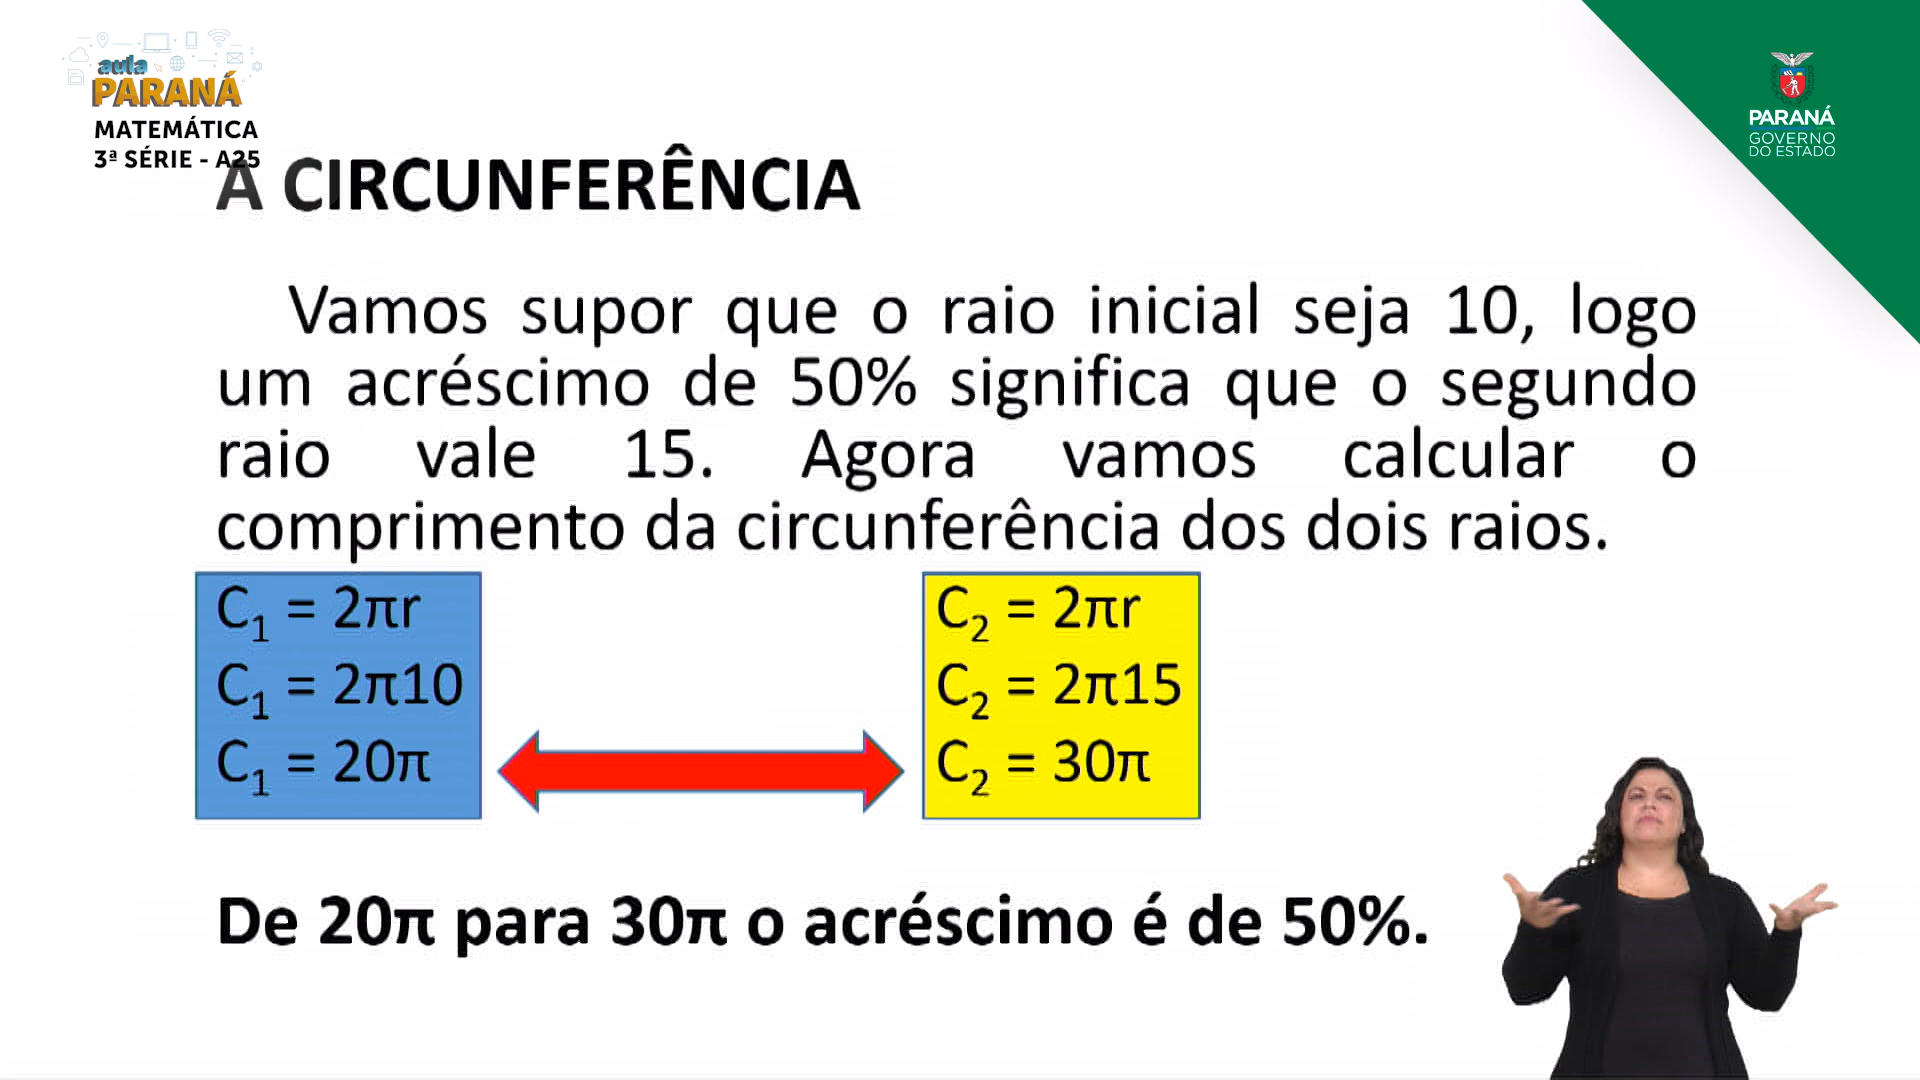 aula
PARANÁ
MATEMÁTICA
3ª SÉRIE - A25
PARANÁ
GOVERNO
DO ESTADO
A CIRCUNFERÊNCIA
Vamos supor que o raio inicial seja 10, logo
um acréscimo de 50% significa que o segundo
raio vale 15. Agora vamos calcular o
comprimento da circunferência dos dois raios.
C₁ = 2πr
C₁ = 2π10
C₁ = 20π
C₂ = 2πr
C₂ = 2π15
C₂ = 30π
De 20π para 30π o acréscimo é de 50%.